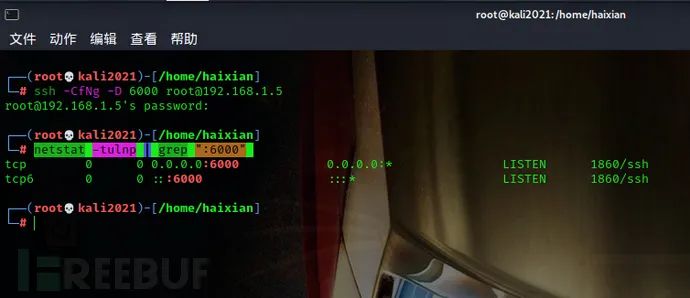 root@kali2021:/home/haixian
文件 动作 编辑 查看 帮助
┌──(root💀kali2021)-[/home/haixian]
└─# ssh -CfNg -D 6000 root@192.168.1.5
root@192.168.1.5's password:
┌──(root💀kali2021)-[/home/haixian]
└─# netstat -tulnp | grep ":6000"
tcp 0 0 0.0.0.0:6000 0.0.0.0:* LISTEN 1860/ssh
tcp6 0 0 :::6000 :::* LISTEN 1860/ssh
┌──(root💀kali2021)-[/home/haixian]
└─#
FREEBUF